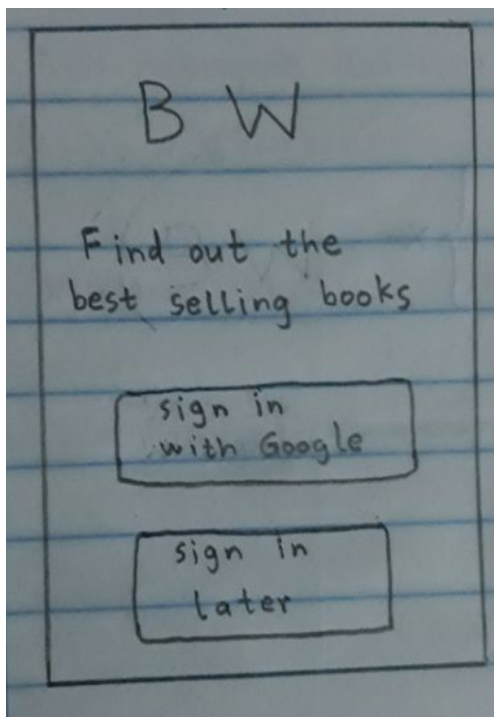 B W
Find out the
best selling books
sign in
with Google
sign in
later